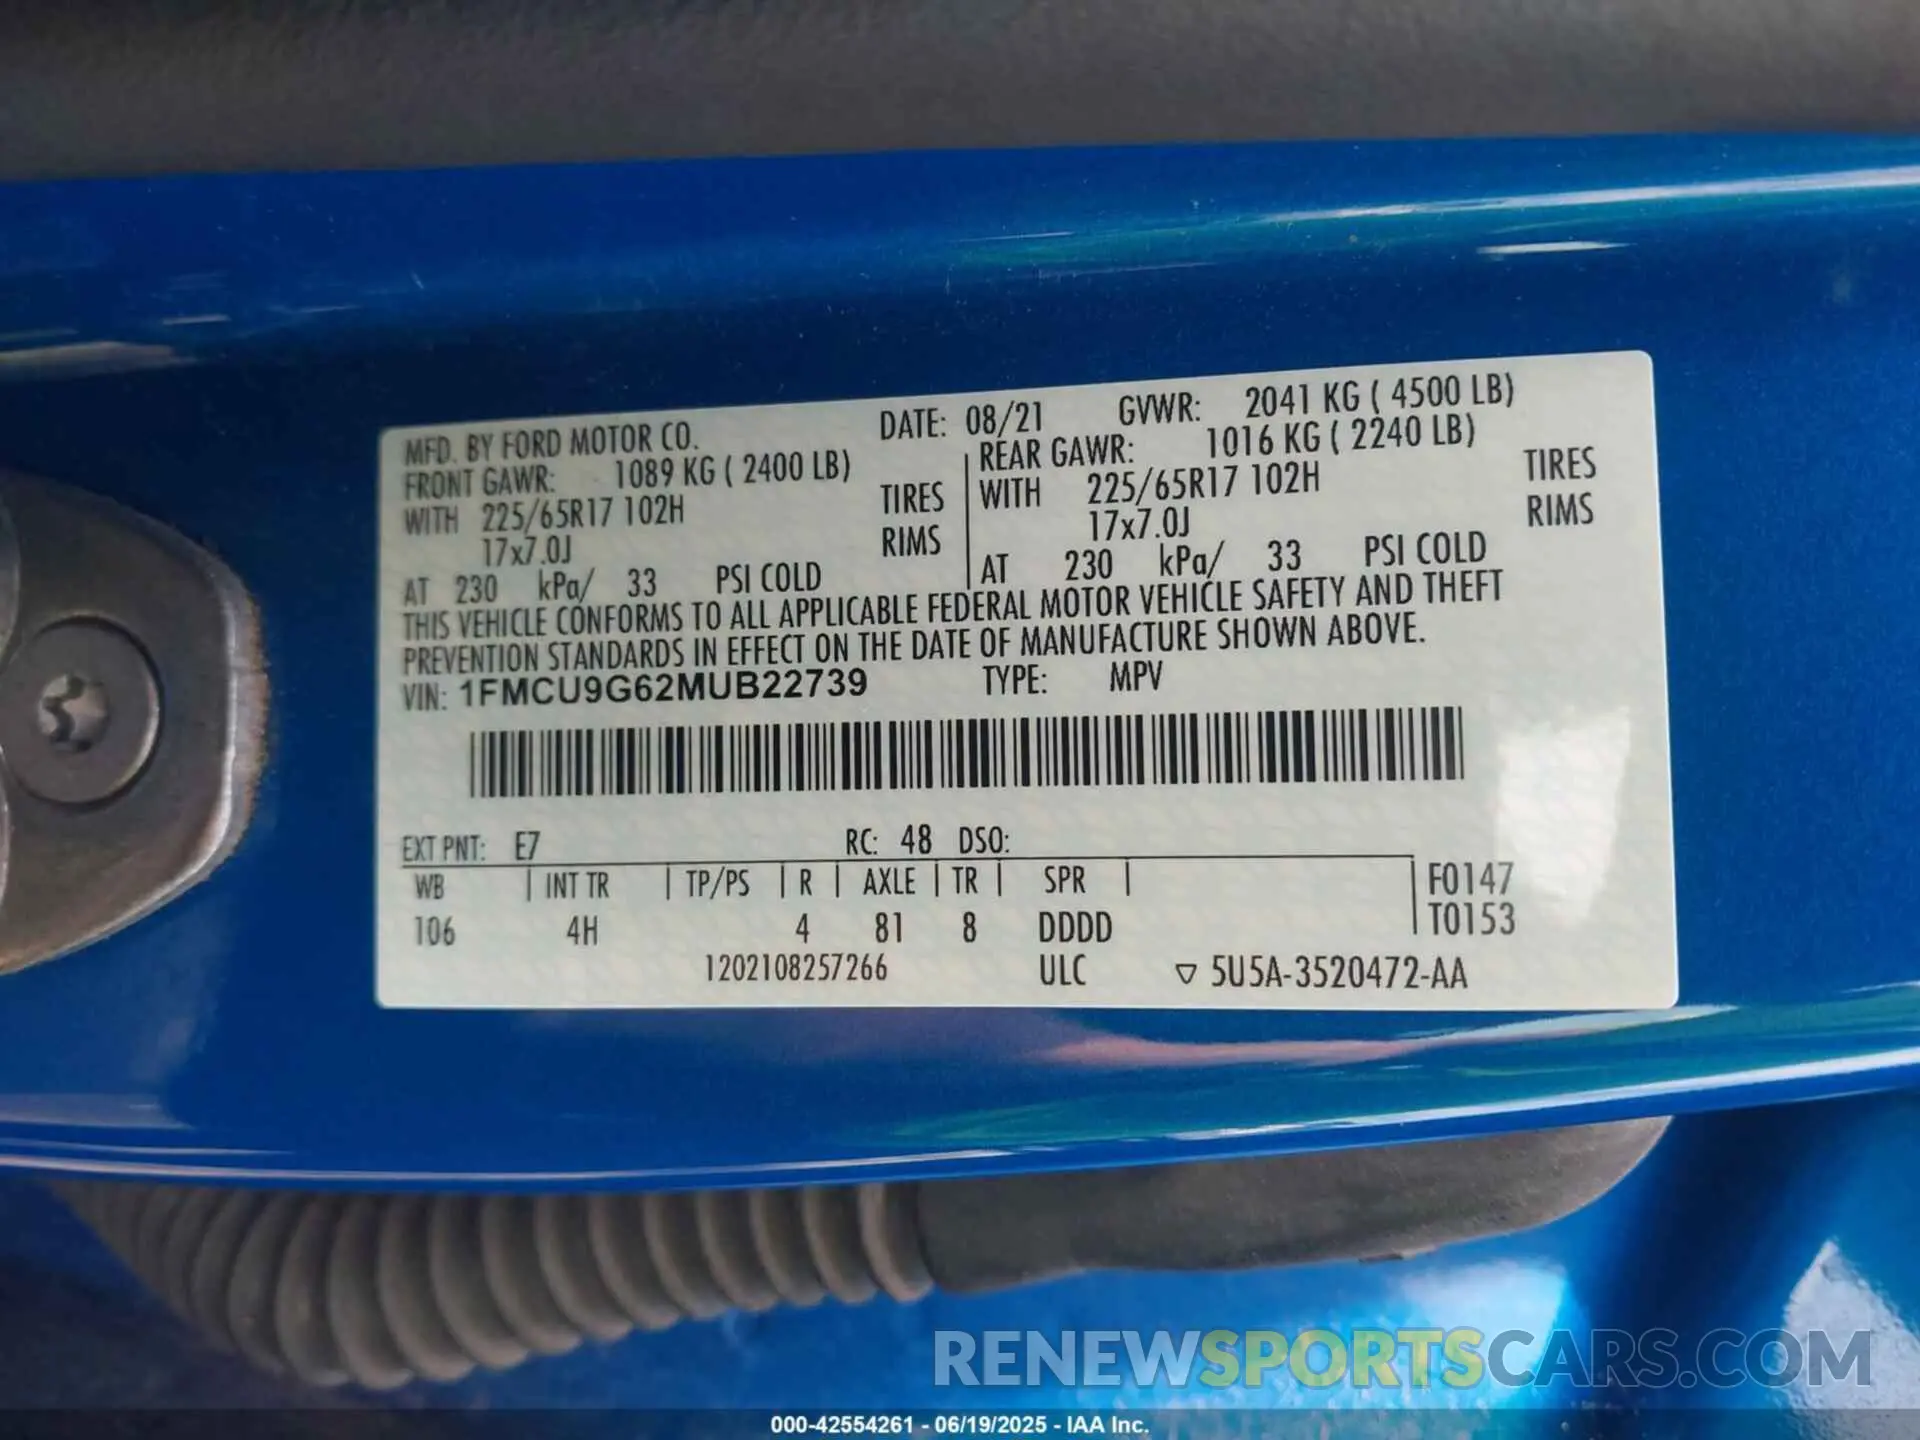 MFD. BY FORD MOTOR CO. DATE: 08/21 GVWR: 2041 KG ( 4500 LB)
FRONT GAWR: 1089 KG ( 2400 LB) REAR GAWR: 1016 KG ( 2240 LB)
WITH 225/65R17 102H TIRES WITH 225/65R17 102H TIRES
17x7.0J RIMS 17x7.0J RIMS
AT 230 kPa/ 33 PSI COLD AT 230 kPa/ 33 PSI COLD
THIS VEHICLE CONFORMS TO ALL APPLICABLE FEDERAL MOTOR VEHICLE SAFETY AND THEFT
PREVENTION STANDARDS IN EFFECT ON THE DATE OF MANUFACTURE SHOWN ABOVE.
VIN: 1FMCU9G62MUB22739 TYPE: MPV
EXT PNT: E7 RC: 48 DSO:
WB INT TR TP/PS R AXLE TR SPR F0147
106 4H 4 81 8 DDDD T0153
1202108257266 ULC ▽ 5U5A-3520472-AA
RENEWSPORTSCARS.COM
000-42554261 - 06/19/2025 - IAA Inc.